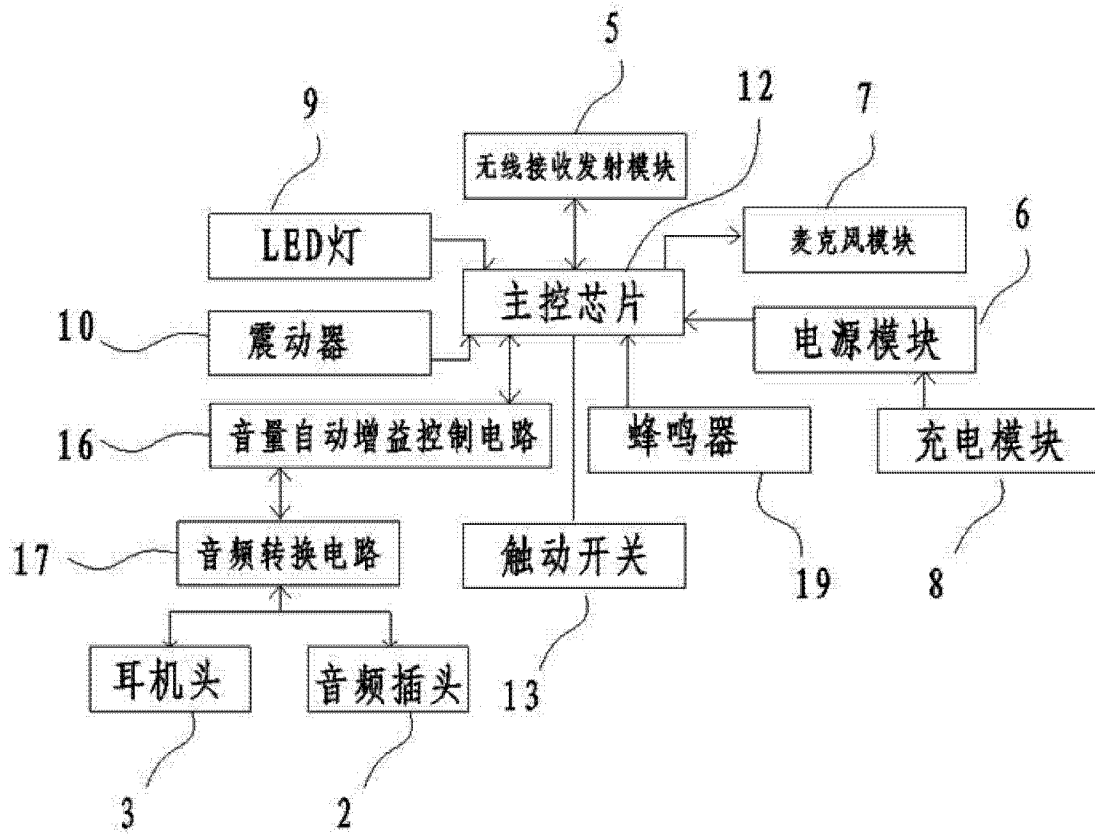 5
12
7
9
无线接收发射模块
LED灯
麦克风模块
6
主控芯片
10
震动器
电源模块
16
音量自动增益控制电路
蜂鸣器
充电模块
17
音频转换电路
触动开关
19
8
耳机头
音频插头
13
3
2